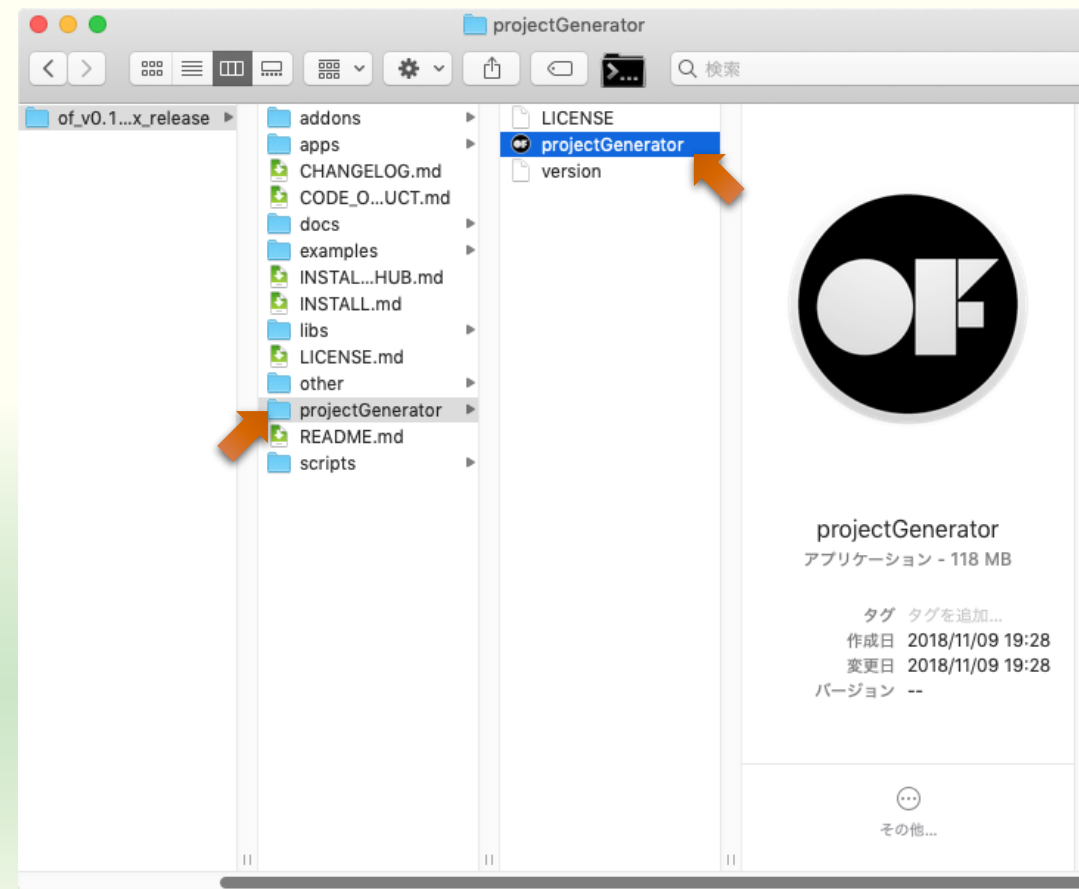 projectGenerator
検索
of_v0.1...x_release
addons
apps
CHANGELOG.md
CODE_O...UCT.md
docs
examples
INSTAL...HUB.md
INSTALL.md
libs
LICENSE.md
other
projectGenerator
README.md
scripts
LICENSE
projectGenerator
version
OF
projectGenerator
アプリケーション - 118 MB
タグ タグを追加...
作成日 2018/11/09 19:28
変更日 2018/11/09 19:28
バージョン --
その他...